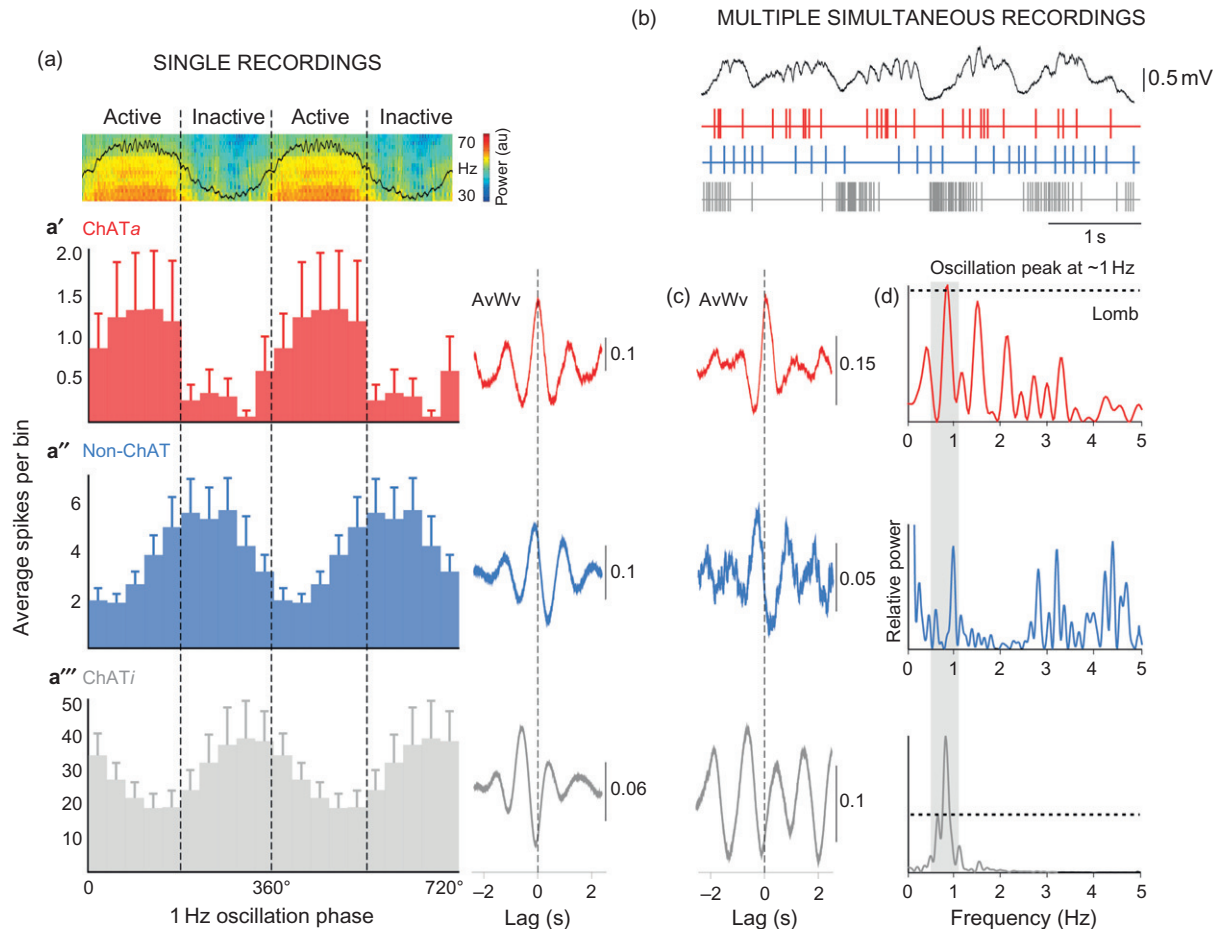 (a)
SINGLE RECORDINGS
Active Inactive Active Inactive
70
Hz
30
Power (au)
a′ ChATa
2.0
1.5
1.0
0.5
AvWv
0.1
a″ Non-ChAT
6
4
2
0.1
a‴ ChATi
50
40
30
20
10
0.06
Average spikes per bin
0 360° 720°
1 Hz oscillation phase
−2 0 2
Lag (s)
(b)
MULTIPLE SIMULTANEOUS RECORDINGS
0.5 mV
1 s
(c)
AvWv
0.15
0.05
0.1
−2 0 2
Lag (s)
(d)
Oscillation peak at ~1 Hz
Lomb
0 1 2 3 4 5
Relative power
0 1 2 3 4 5
0 1 2 3 4 5
Frequency (Hz)